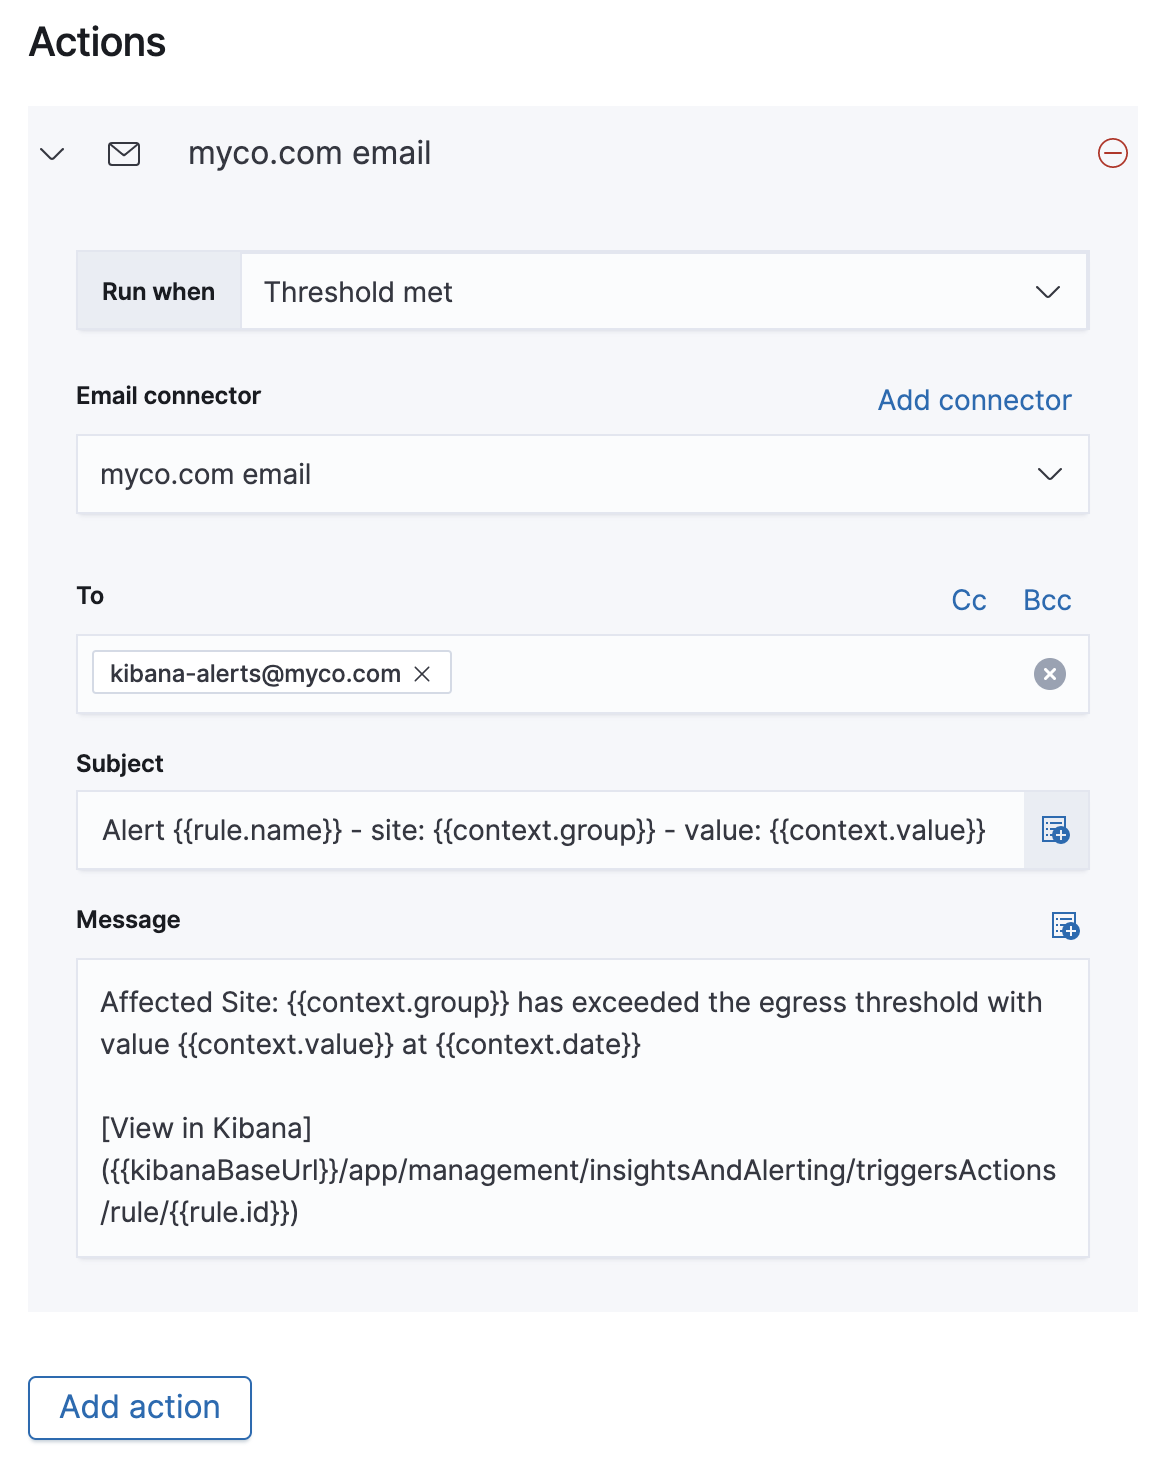 Actions
myco.com email
Run when Threshold met
Email connector Add connector
myco.com email
To Cc Bcc
kibana-alerts@myco.com
Subject
Alert {{rule.name}} - site: {{context.group}} - value: {{context.value}}
Message
Affected Site: {{context.group}} has exceeded the egress threshold with
value {{context.value}} at {{context.date}}
[View in Kibana]
({{kibanaBaseUrl}}/app/management/insightsAndAlerting/triggersActions
/rule/{{rule.id}})
Add action